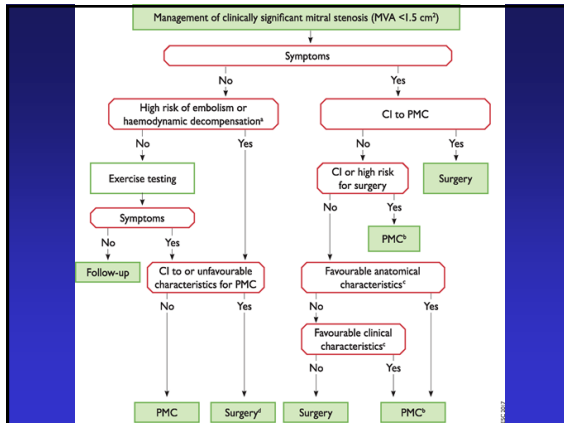 Management of clinically significant mitral stenosis (MVA <1.5 cm²)
Symptoms
No
Yes
High risk of embolism or
haemodynamic decompensationᵃ
CI to PMC
No
Yes
No
Yes
Exercise testing
CI or high risk
for surgery
Surgery
Symptoms
No
Yes
No
Yes
PMCᵇ
Follow-up
CI to or unfavourable
characteristics for PMC
Favourable anatomical
characteristicsᶜ
No
Yes
No
Yes
Favourable clinical
characteristicsᶜ
No
Yes
PMC
Surgeryᵈ
Surgery
PMCᵇ